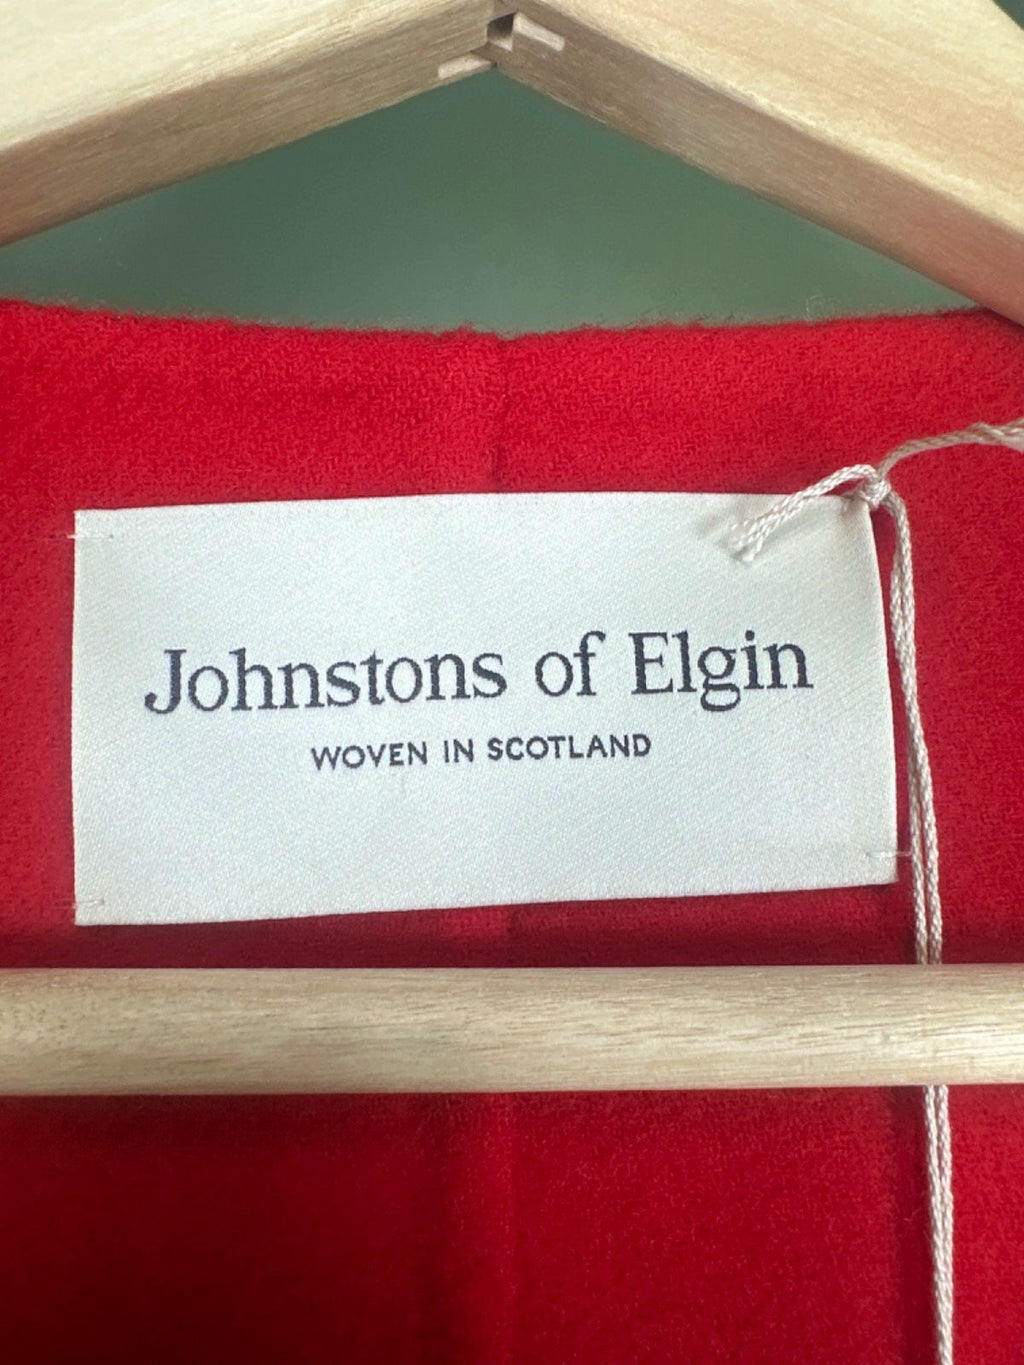 Johnstons of Elgin
WOVEN IN SCOTLAND